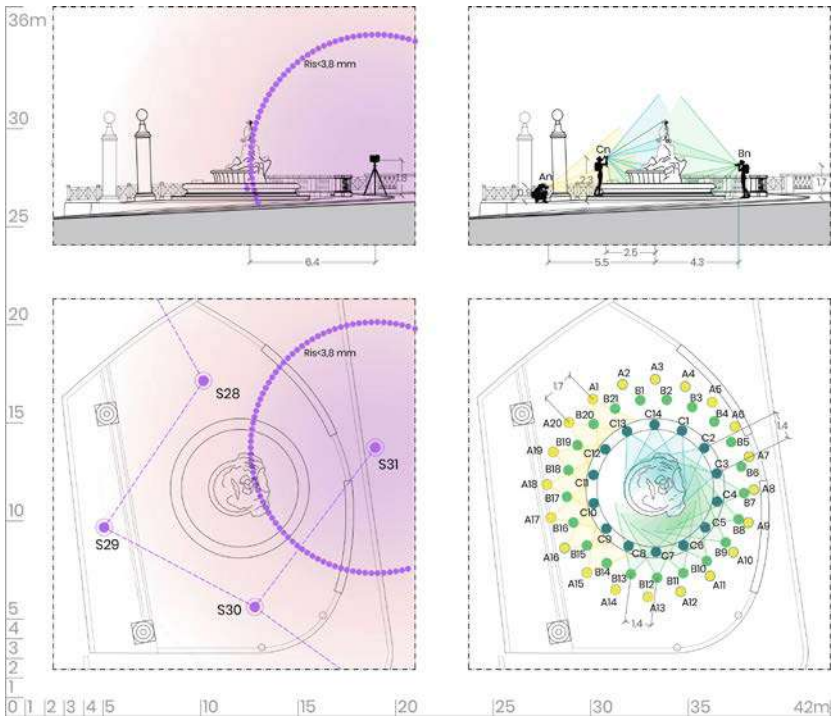 36m
30
25
20
15
10
5
4
3
2
1
0 1 2 3 4 5 10 15 20 25 30 35 42m
Ris<3,8 mm
1.8
6.4
An
Cn
Bn
2.3
1.7
2.5
5.5
4.3
Ris<3,8 mm
S28
S31
S29
S30
A2 A3 A4
A1 A5
1.7 B21 B1 B2 B3
A20 B20 C13 C14 C1 B4 A6
A19 B19 C12 C2 B5 1.4
A7
B18 C11 C3 B6
A18 B17 C4 B7 A8
A17 B16 C10 C5 B8 A9
C9 C8 C7 C6
A16 B15 B9 A10
B14 B13 B12 B11 B10
A15 A11
A14 A13 A12
1.4